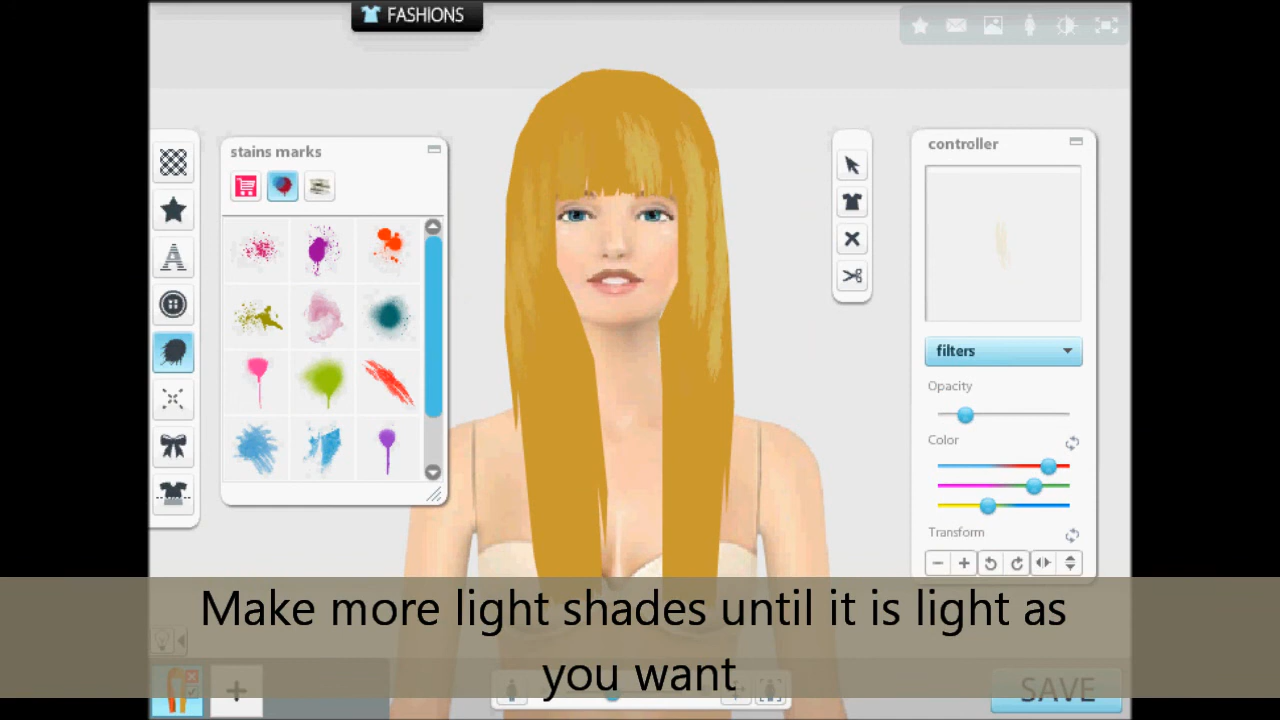 FASHIONS
stains marks
controller
filters
Opacity
Color
Transform
Make more light shades until it is light as
you want
SAVE